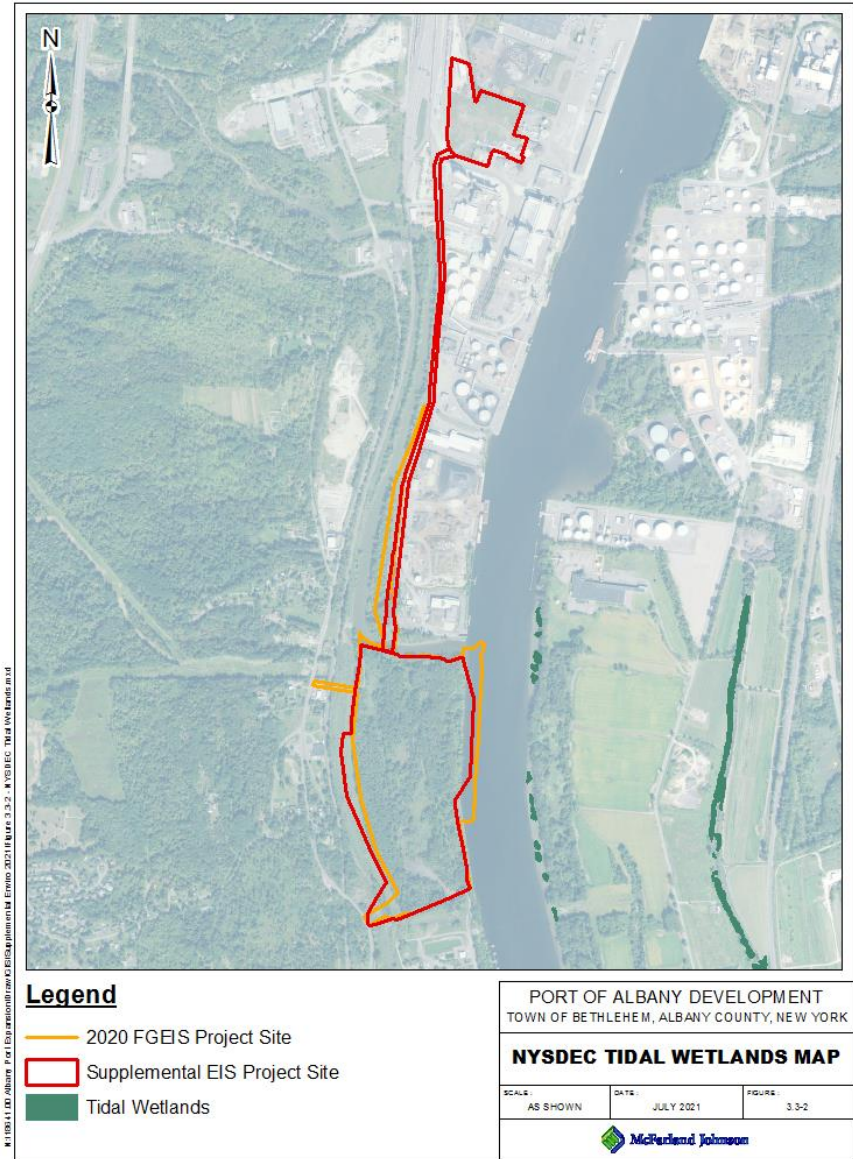 N
Legend
2020 FGEIS Project Site
Supplemental EIS Project Site
Tidal Wetlands
PORT OF ALBANY DEVELOPMENT
TOWN OF BETHLEHEM, ALBANY COUNTY, NEW YORK
NYSDEC TIDAL WETLANDS MAP
SCALE:
AS SHOWN
DATE:
JULY 2021
FIGURE:
3.3-2
McFarland Johnson